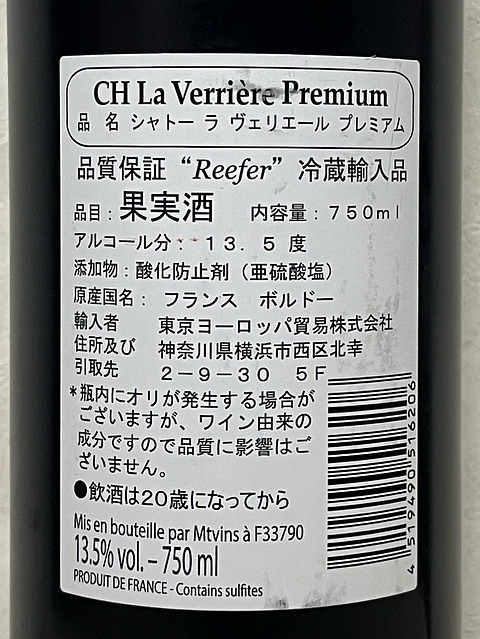 CH La Verrière Premium
品 名 シャトー ラ ヴェリエール プレミアム
品質保証 “Reefer” 冷蔵輸入品
品目：果実酒 内容量：７５０ｍｌ
アルコール分：１３．５度
添加物：酸化防止剤（亜硫酸塩）
原産国名：フランス ボルドー
輸入者 東京ヨーロッパ貿易株式会社
住所及び 神奈川県横浜市西区北幸
引取先 ２－９－３０ ５Ｆ
*瓶内にオリが発生する場合が
ございますが、ワイン由来の
成分ですので品質に影響はご
ざいません。
●飲酒は２０歳になってから
Mis en bouteille par Mtvins à F33790
13.5% vol. – 750 ml
PRODUIT DE FRANCE - Contains sulfites
4 519490 516206